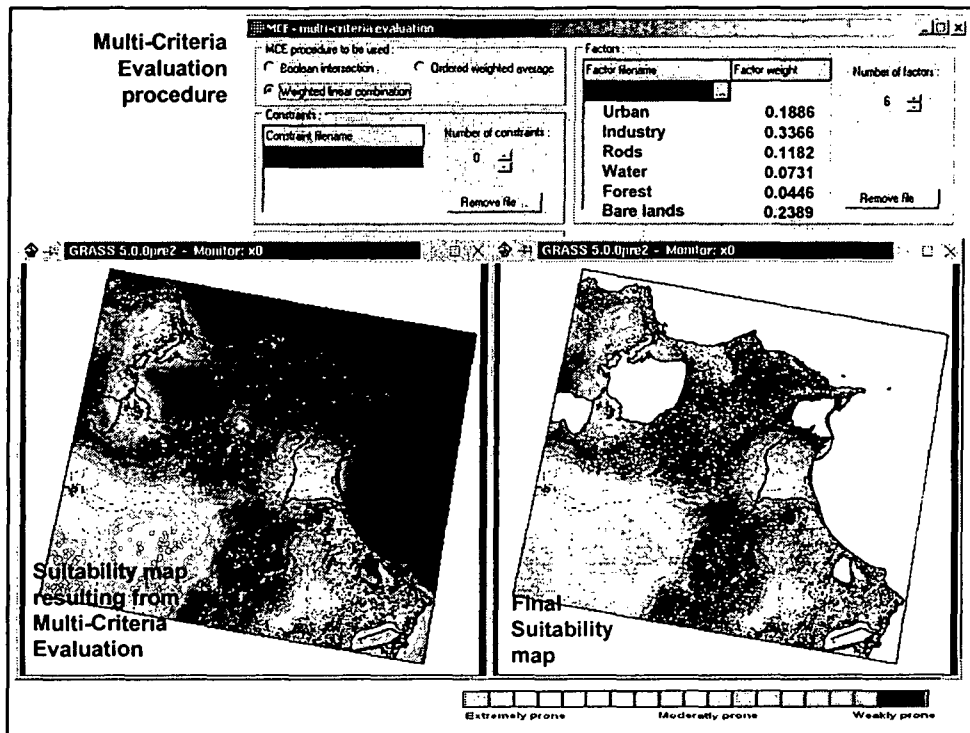 Multi-Criteria
Evaluation
procedure
MCE - multi-criteria evaluation
MCE procedure to be used :
Boolean intersection
Ordered weighted average
Weighted linear combination
Constraints :
Constraint filename
Number of constraints :
0
Remove file
Factors :
Factor filename
Factor weight
Number of factors :
6
Urban 0.1886
Industry 0.3366
Rods 0.1182
Water 0.0731
Forest 0.0446
Bare lands 0.2389
Remove file
GRASS 5.0.0pre2 - Monitor: x0
GRASS 5.0.0pre2 - Monitor: x0
Suitability map
resulting from
Multi-Criteria
Evaluation
Final
Suitability
map
Extremely prone
Moderatly prone
Weakly prone